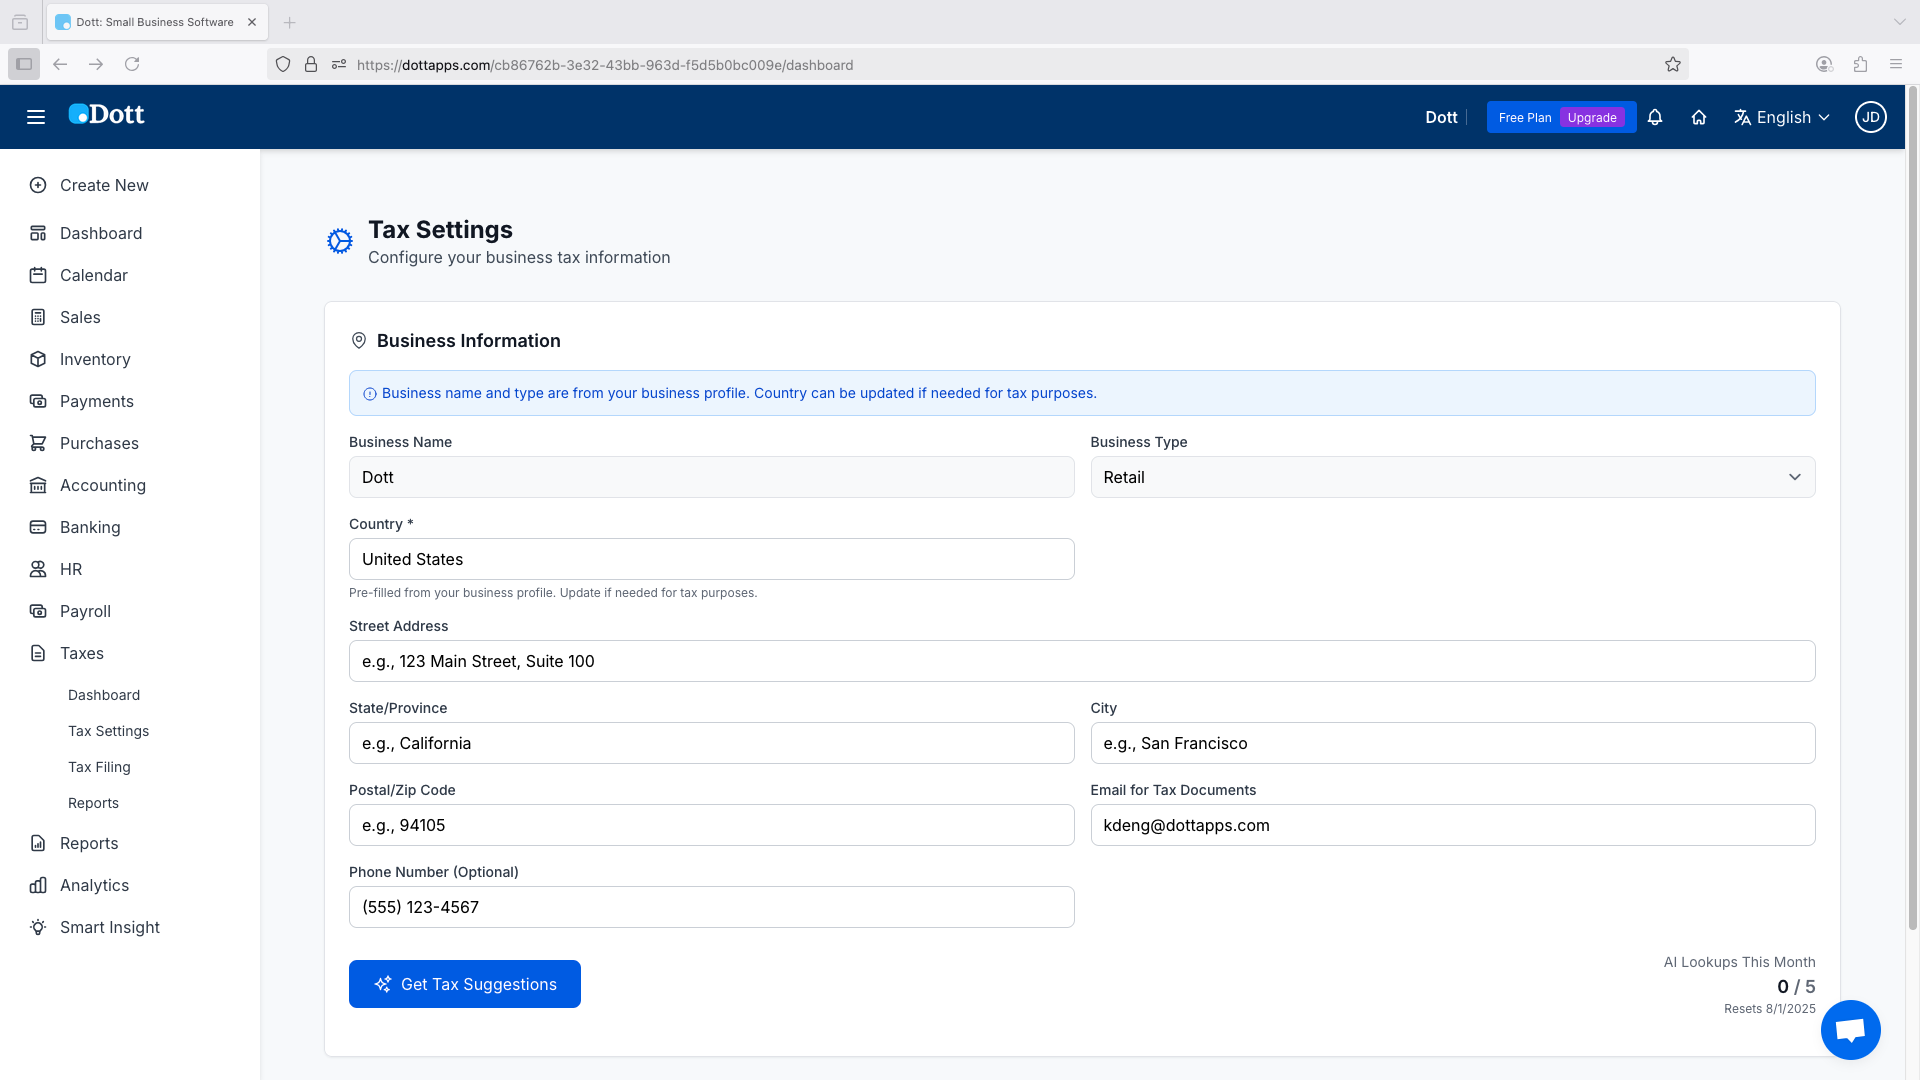 Dott: Small Business Software
https://dottapps.com/cb86762b-3e32-43bb-963d-f5d5b0bc009e/dashboard
Dott
Dott
Free Plan
Upgrade
English
JD
Create New
Dashboard
Calendar
Sales
Inventory
Payments
Purchases
Accounting
Banking
HR
Payroll
Taxes
Dashboard
Tax Settings
Tax Filing
Reports
Reports
Analytics
Smart Insight
Tax Settings
Configure your business tax information
Business Information
Business name and type are from your business profile. Country can be updated if needed for tax purposes.
Business Name
Business Type
Dott
Retail
Country *
United States
Pre-filled from your business profile. Update if needed for tax purposes.
Street Address
e.g., 123 Main Street, Suite 100
State/Province
City
e.g., California
e.g., San Francisco
Postal/Zip Code
Email for Tax Documents
e.g., 94105
kdeng@dottapps.com
Phone Number (Optional)
(555) 123-4567
Get Tax Suggestions
AI Lookups This Month
0 / 5
Resets 8/1/2025